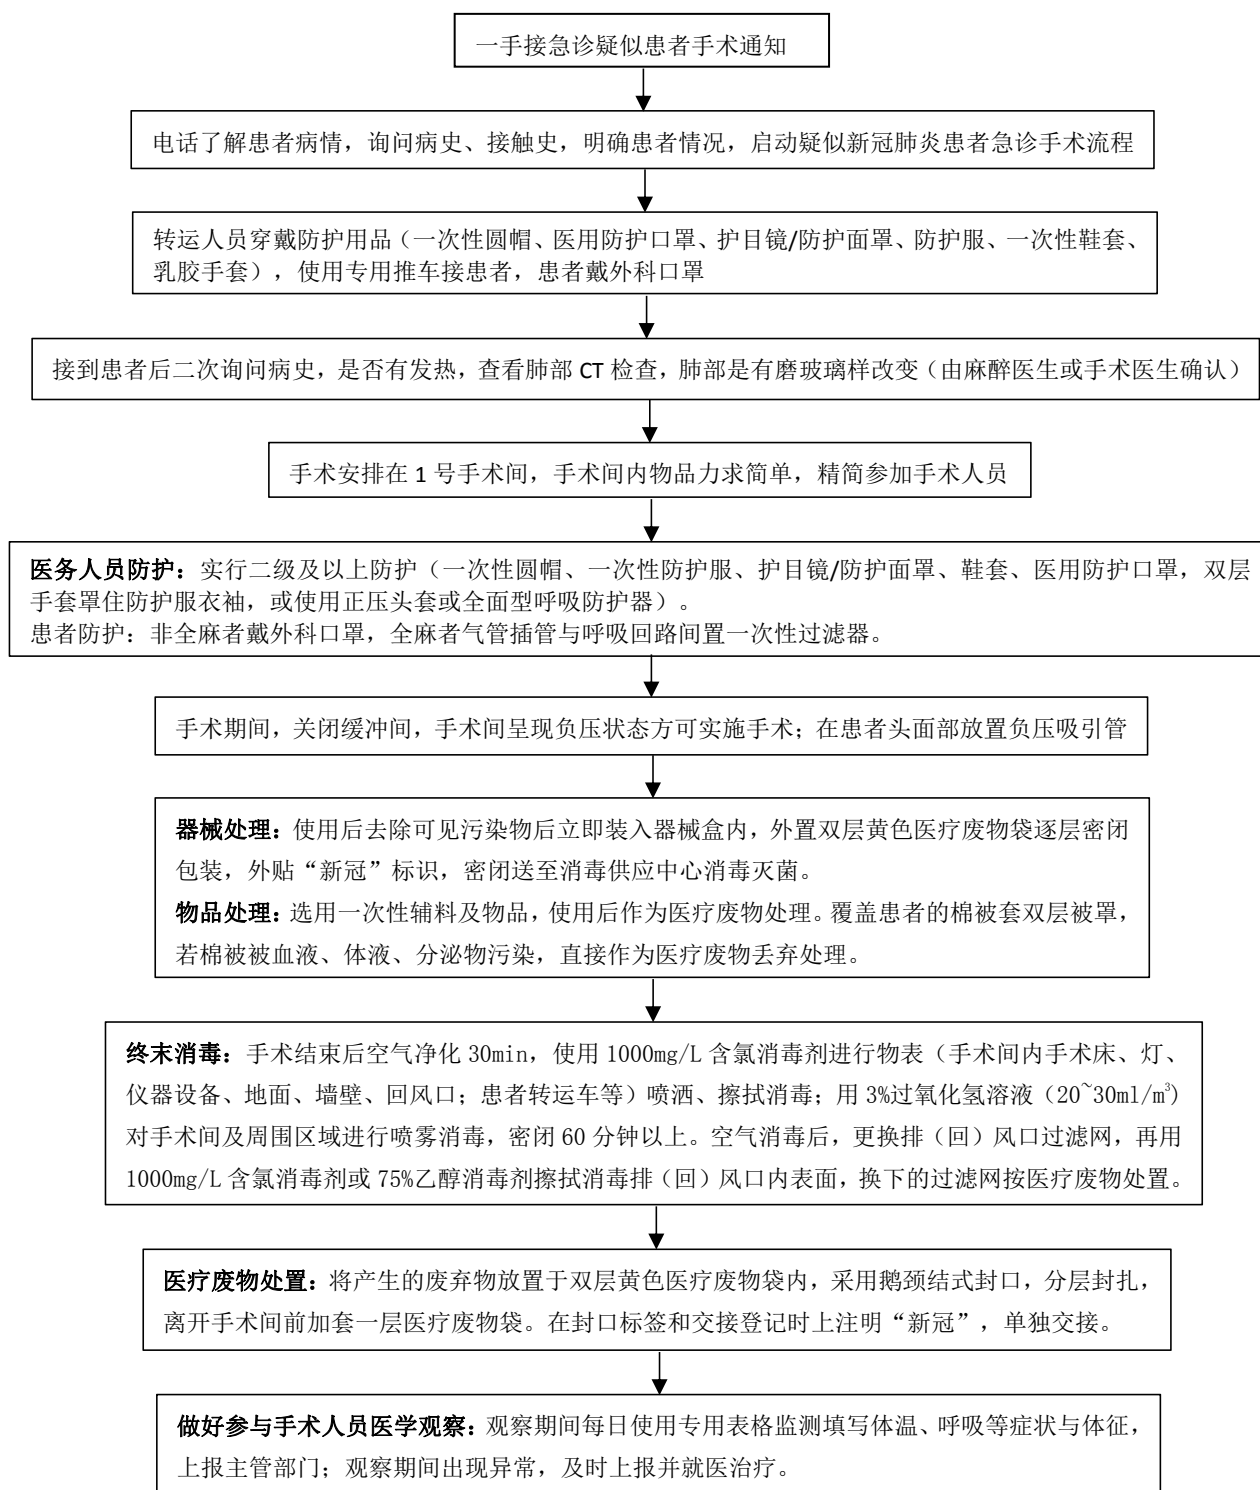 一手接急诊疑似患者手术通知
电话了解患者病情，询问病史、接触史，明确患者情况，启动疑似新冠肺炎患者急诊手术流程
转运人员穿戴防护用品（一次性圆帽、医用防护口罩、护目镜/防护面罩、防护服、一次性鞋套、
乳胶手套），使用专用推车接患者，患者戴外科口罩
接到患者后二次询问病史，是否有发热，查看肺部 CT 检查，肺部是有磨玻璃样改变（由麻醉医生或手术医生确认）
手术安排在 1 号手术间，手术间内物品力求简单，精简参加手术人员
医务人员防护：实行二级及以上防护（一次性圆帽、一次性防护服、护目镜/防护面罩、鞋套、医用防护口罩，双层
手套罩住防护服衣袖，或使用正压头套或全面型呼吸防护器）。
患者防护：非全麻者戴外科口罩，全麻者气管插管与呼吸回路间置一次性过滤器。
手术期间，关闭缓冲间，手术间呈现负压状态方可实施手术；在患者头面部放置负压吸引管
器械处理：使用后去除可见污染物后立即装入器械盒内，外置双层黄色医疗废物袋逐层密闭
包装，外贴“新冠”标识，密闭送至消毒供应中心消毒灭菌。
物品处理：选用一次性辅料及物品，使用后作为医疗废物处理。覆盖患者的棉被套双层被罩，
若棉被被血液、体液、分泌物污染，直接作为医疗废物丢弃处理。
终末消毒：手术结束后空气净化 30min，使用 1000mg/L 含氯消毒剂进行物表（手术间内手术床、灯、
仪器设备、地面、墙壁、回风口；患者转运车等）喷洒、擦拭消毒；用 3%过氧化氢溶液（20~30ml/m³)
对手术间及周围区域进行喷雾消毒，密闭 60 分钟以上。空气消毒后，更换排（回）风口过滤网，再用
1000mg/L 含氯消毒剂或 75%乙醇消毒剂擦拭消毒排（回）风口内表面，换下的过滤网按医疗废物处置。
医疗废物处置：将产生的废弃物放置于双层黄色医疗废物袋内，采用鹅颈结式封口，分层封扎，
离开手术间前加套一层医疗废物袋。在封口标签和交接登记时上注明“新冠”，单独交接。
做好参与手术人员医学观察：观察期间每日使用专用表格监测填写体温、呼吸等症状与体征，
上报主管部门；观察期间出现异常，及时上报并就医治疗。